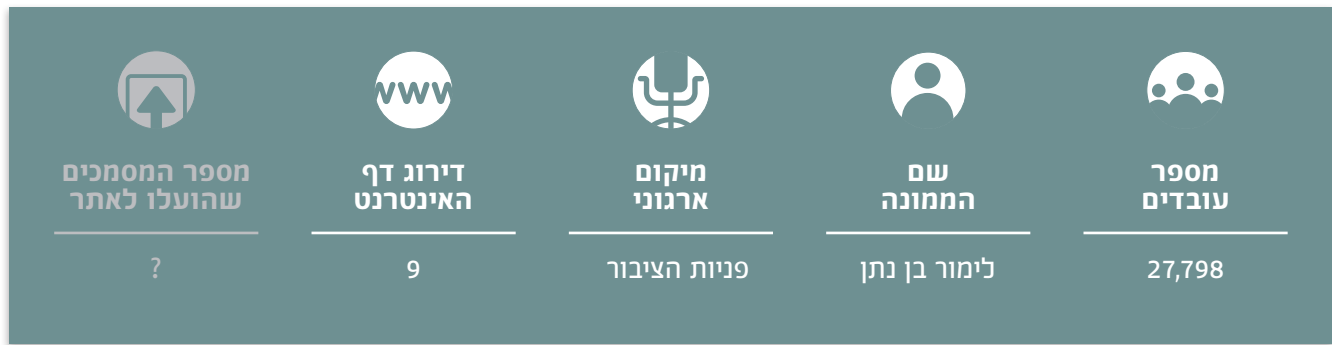 מספר
עובדים
27,798
שם
הממונה
לימור בן נתן
מיקום
ארגוני
פניות הציבור
www
דירוג דף
האינטרנט
9
מספר המסמכים
שהועלו לאתר
?